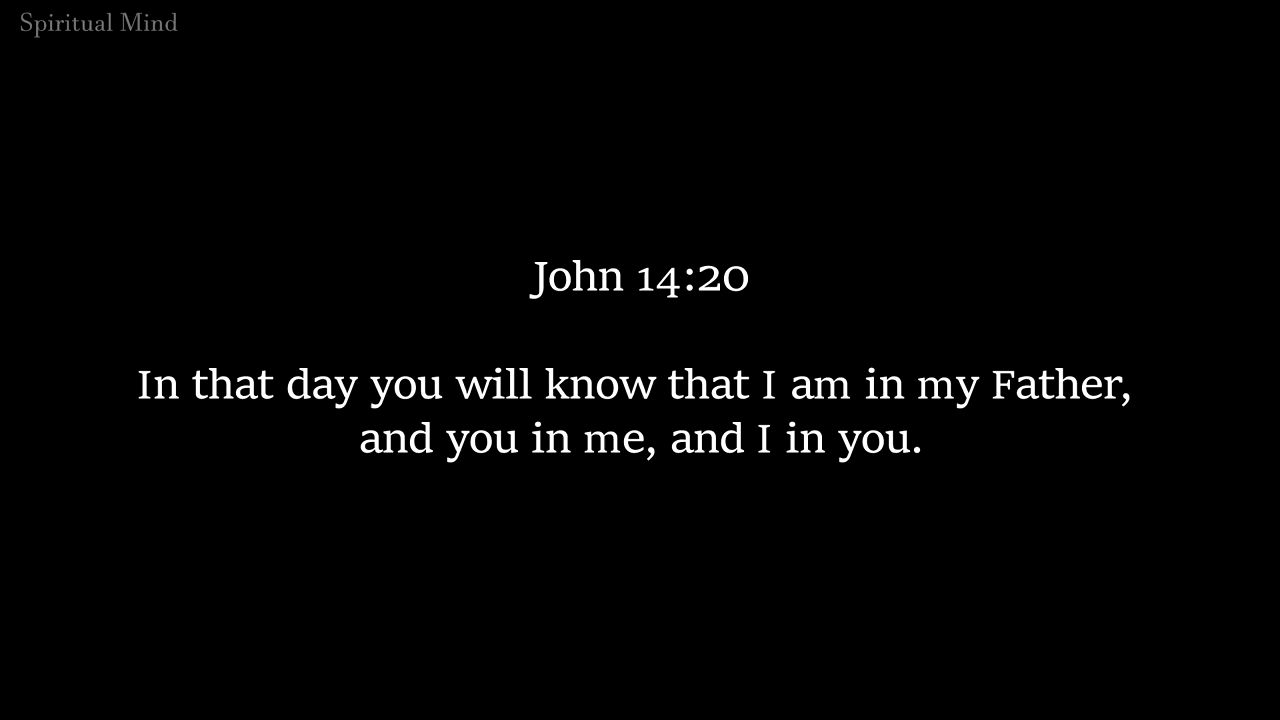 Spiritual Mind
John 14:20
In that day you will know that I am in my Father,
and you in me, and I in you.